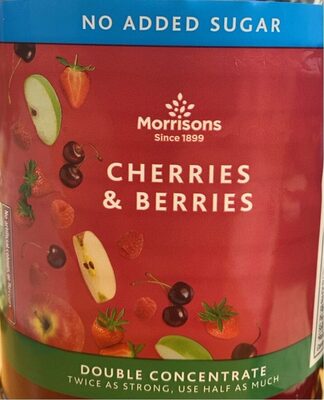 NO ADDED SUGAR
Morrisons
Since 1899
CHERRIES
& BERRIES
DOUBLE CONCENTRATE
TWICE AS STRONG, USE HALF AS MUCH